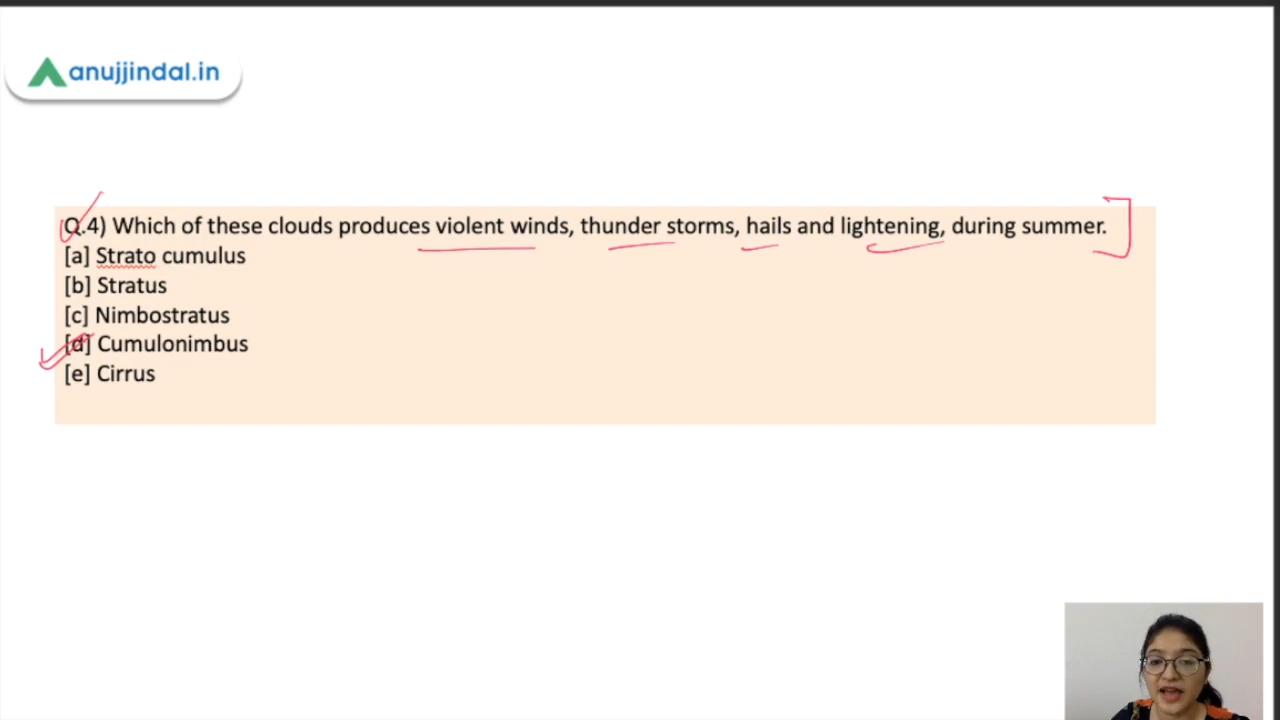 anujjindal.in
Q.4) Which of these clouds produces violent winds, thunder storms, hails and lightening, during summer.
[a] Strato cumulus
[b] Stratus
[c] Nimbostratus
[d] Cumulonimbus
[e] Cirrus